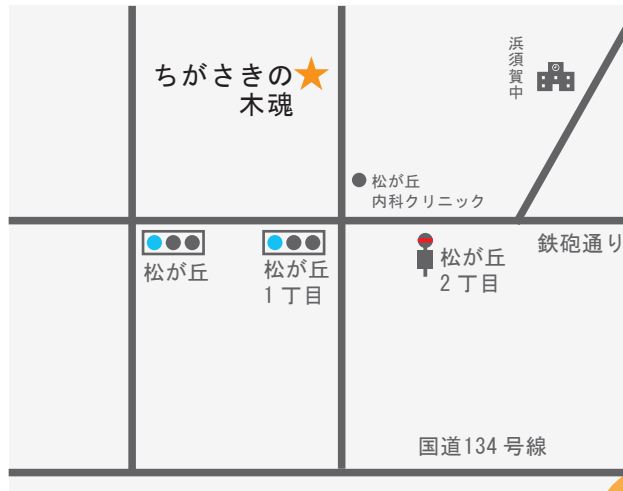 ちがさきの
木魂
浜須賀中
松が丘
内科クリニック
松が丘
松が丘
1丁目
松が丘
2丁目
鉄砲通り
国道134号線